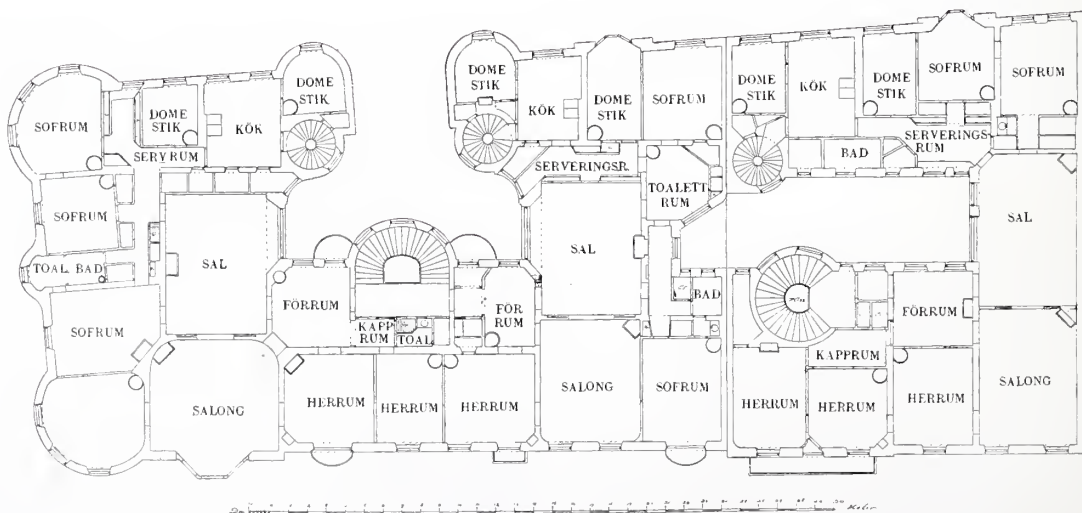 DOME
STIK
KÖK
DOME
STIK
SOFRUM
SERV RUM
SOFRUM
TOAL. BAD
SOFRUM
SAL
SALONG
FÖRRUM
KAPP
RUM
TOAL.
HERRUM
HERRUM
HERRUM
FÖR
RUM
DOME
STIK
KÖK
DOME
STIK
SOFRUM
SERVERINGSR.
TOALETT
RUM
SAL
BAD
SALONG
SOFRUM
DOME
STIK
KÖK
DOME
STIK
SOFRUM
SOFRUM
SERVERINGS-
RUM
BAD
SAL
FÖRRUM
KAPPRUM
HERRUM
HERRUM
HERRUM
SALONG